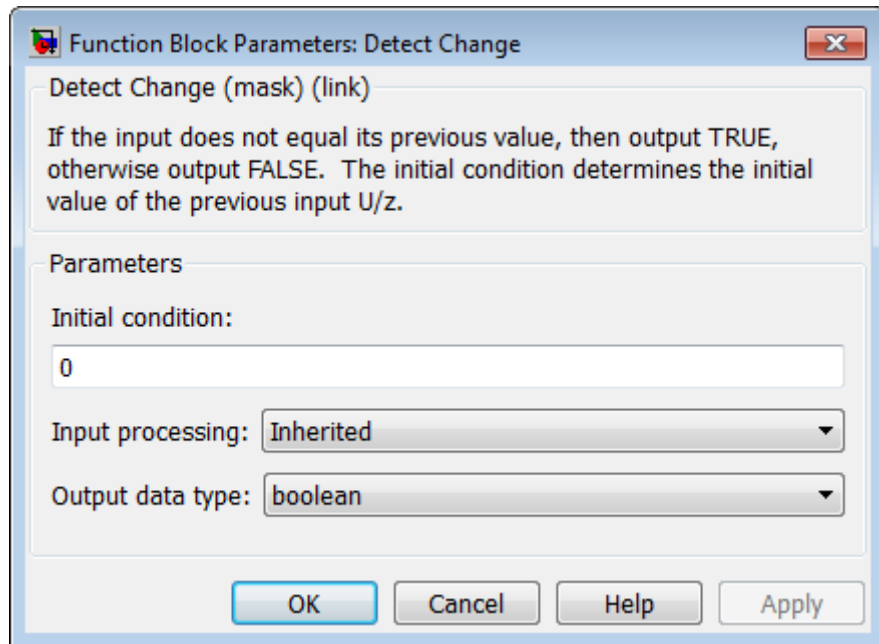 Function Block Parameters: Detect Change
Detect Change (mask) (link)
If the input does not equal its previous value, then output TRUE,
otherwise output FALSE.  The initial condition determines the initial
value of the previous input U/z.
Parameters
Initial condition:
0
Input processing: Inherited
Output data type: boolean
OK Cancel Help Apply